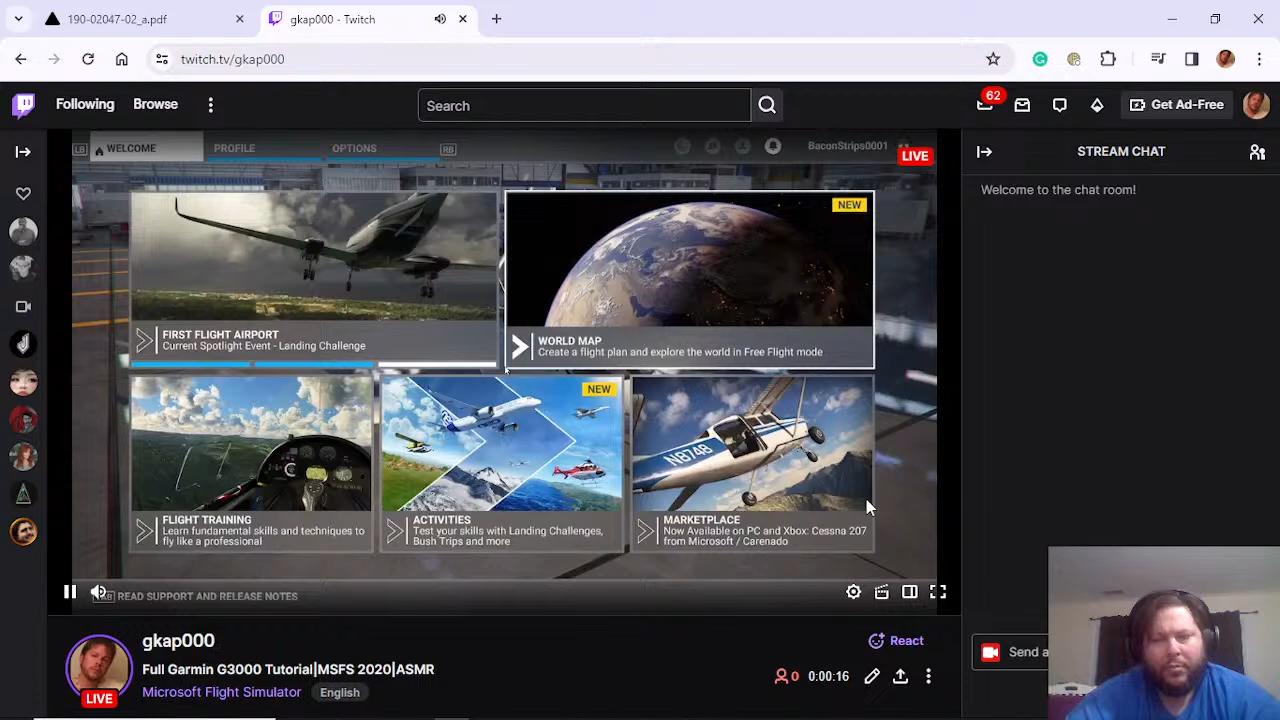 190-02047-02_a.pdf
gkap000 - Twitch
twitch.tv/gkap000
Following
Browse
Search
62
Get Ad-Free
LB
WELCOME
PROFILE
OPTIONS
RB
BaconStrips0001
LIVE
STREAM CHAT
Welcome to the chat room!
FIRST FLIGHT AIRPORT
Current Spotlight Event - Landing Challenge
NEW
WORLD MAP
Create a flight plan and explore the world in Free Flight mode
FLIGHT TRAINING
Learn fundamental skills and techniques to
fly like a professional
NEW
ACTIVITIES
Test your skills with Landing Challenges,
Bush Trips and more
N8748
MARKETPLACE
Now Available on PC and Xbox: Cessna 207
from Microsoft / Carenado
READ SUPPORT AND RELEASE NOTES
gkap000
React
Full Garmin G3000 Tutorial|MSFS 2020|ASMR
Microsoft Flight Simulator
English
LIVE
0
0:00:16
Send a